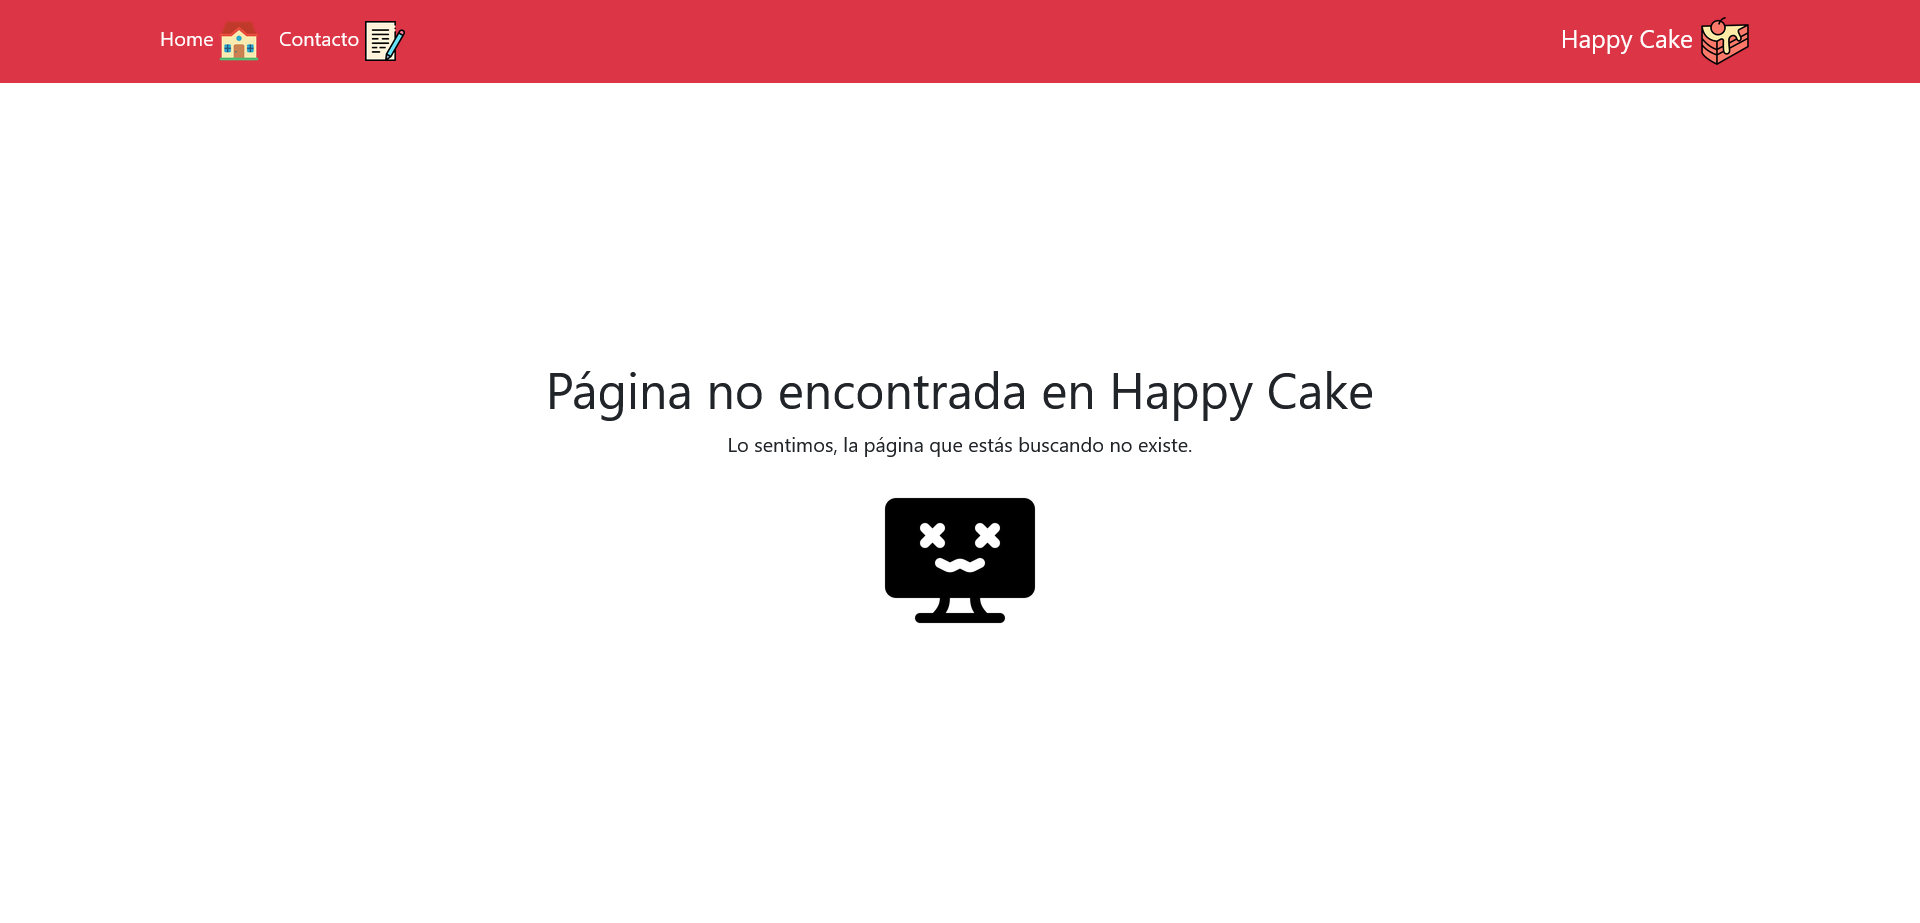 Home Contacto Happy Cake
Página no encontrada en Happy Cake
Lo sentimos, la página que estás buscando no existe.